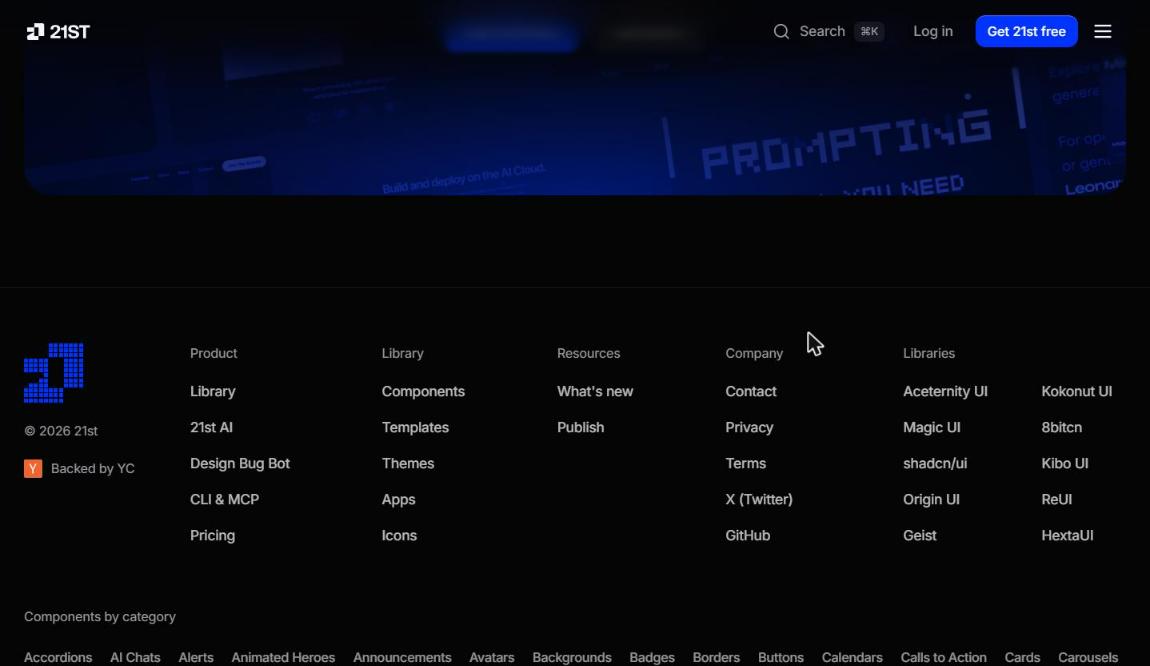 21ST
Search ⌘K Log in Get 21st free
Build and deploy on the AI Cloud.
PROMPTING
YOU NEED
For
or
Product
Library
21st AI
Design Bug Bot
CLI & MCP
Pricing
Library
Components
Templates
Themes
Apps
Icons
Resources
What's new
Publish
Company
Contact
Privacy
Terms
X (Twitter)
GitHub
Libraries
Aceternity UI
Magic UI
shadcn/ui
Origin UI
Geist
Kokonut UI
8bitcn
Kibo UI
ReUI
HextaUI
© 2026 21st
Y Backed by YC
Components by category
Accordions AI Chats Alerts Animated Heroes Announcements Avatars Backgrounds Badges Borders Buttons Calendars Calls to Action Cards Carousels